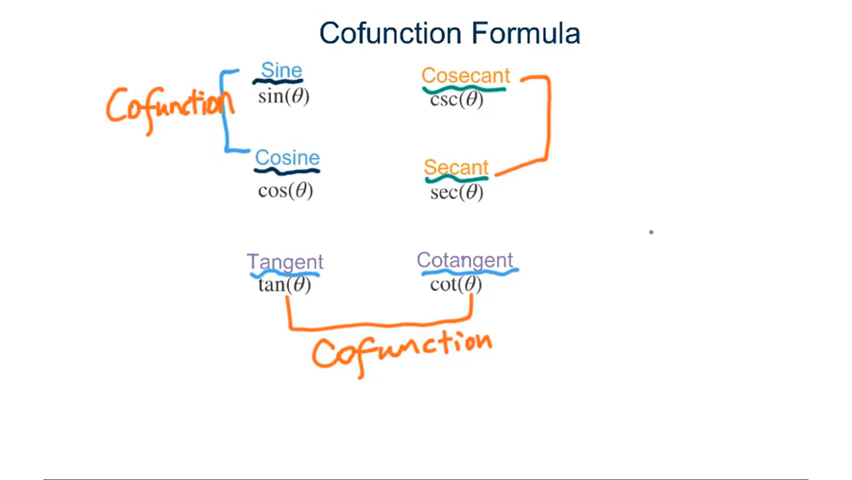 Cofunction Formula
Sine
sin(θ)
Cosecant
csc(θ)
Cofunction
Cosine
cos(θ)
Secant
sec(θ)
Tangent
tan(θ)
Cotangent
cot(θ)
Cofunction